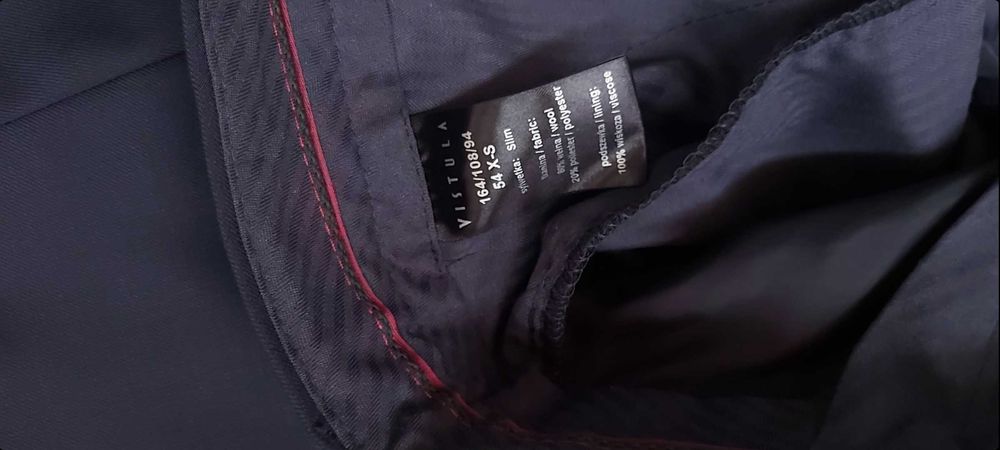 VISTULA
164/108/94
54 X-S
sylwetka: Slim
tkanina / fabric:
80% wełna / wool
20% poliester / polyester
podszewka / lining:
100% wiskoza / viscose